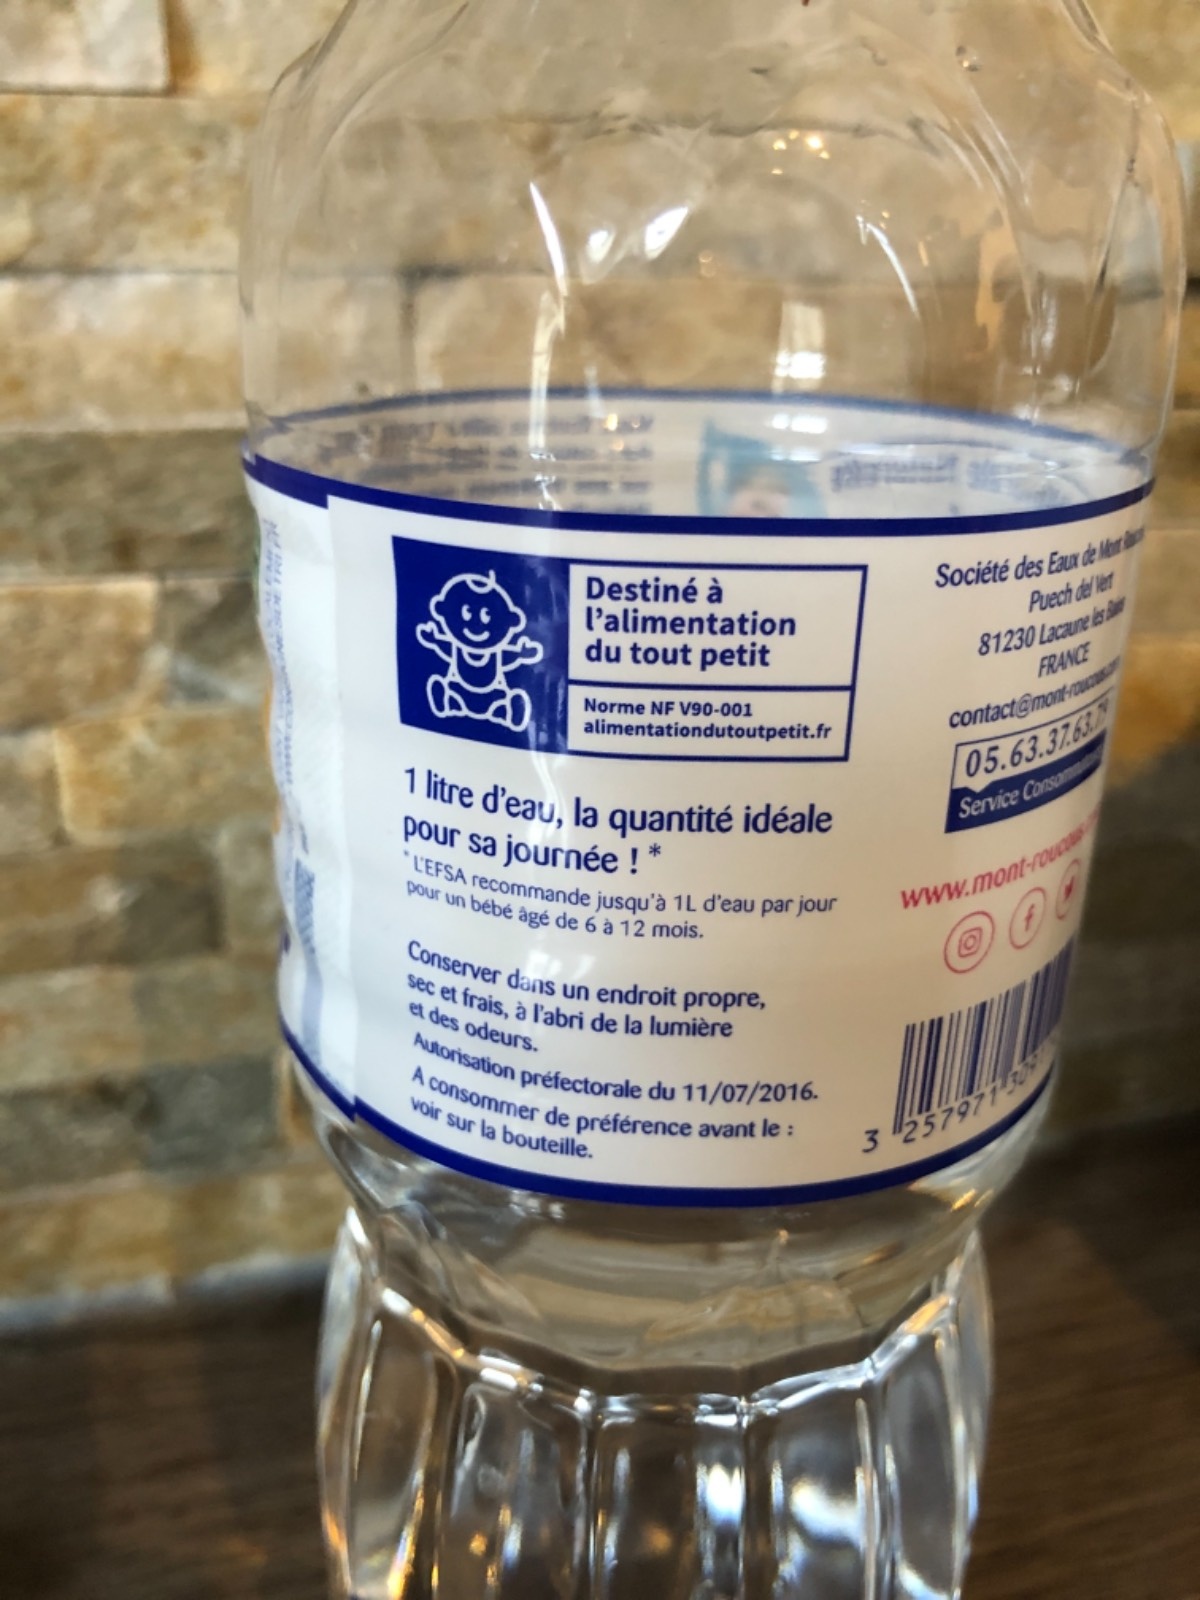 Destiné à
l'alimentation
du tout petit
Norme NF V90-001
alimentationdutoutpetit.fr
1 litre d'eau, la quantité idéale
pour sa journée ! *
* L'EFSA recommande jusqu'à 1L d'eau par jour
pour un bébé âgé de 6 à 12 mois.
Conserver dans un endroit propre,
sec et frais, à l'abri de la lumière
et des odeurs.
Autorisation préfectorale du 11/07/2016.
A consommer de préférence avant le :
voir sur la bouteille.
Société des Eaux de Mont
Puech del Vert
81230 Lacaune les
FRANCE
contact@mont-roucous.com
05.63.37.63.79
Service
www.mont-roucous
3 257971